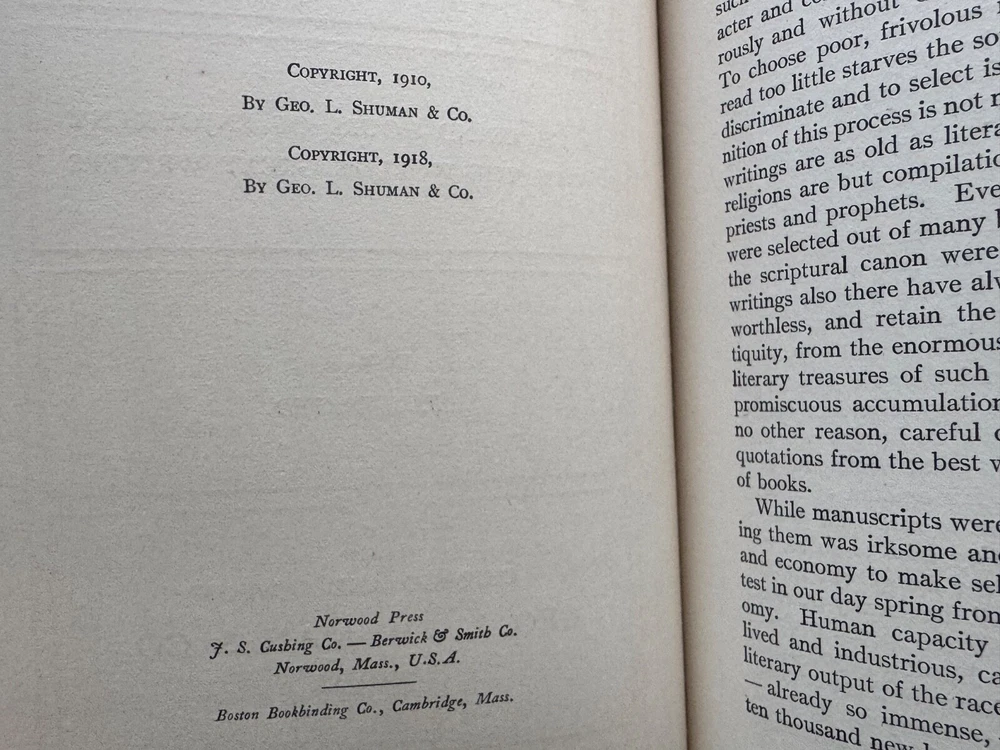 COPYRIGHT, 1910,
BY GEO. L. SHUMAN & CO.
COPYRIGHT, 1918,
BY GEO. L. SHUMAN & CO.
Norwood Press
J. S. Cushing Co. — Berwick & Smith Co.
Norwood, Mass., U.S.A.
Boston Bookbinding Co., Cambridge, Mass.
such
acter and
rously and without
To choose poor, frivolous
read too little starves the so
discriminate and to select is
nition of this process is not
writings are as old as litera
religions are but compilatio
priests and prophets. Eve
were selected out of many
the scriptural canon were
writings also there have alw
worthless, and retain the
tiquity, from the enormous
literary treasures of such
promiscuous accumulation
no other reason, careful
quotations from the best
of books.
While manuscripts were
ing them was irksome an
and economy to make sel
test in our day spring from
omy. Human capacity
lived and industrious, ca
literary output of the race
— already so immense,
ten thousand new